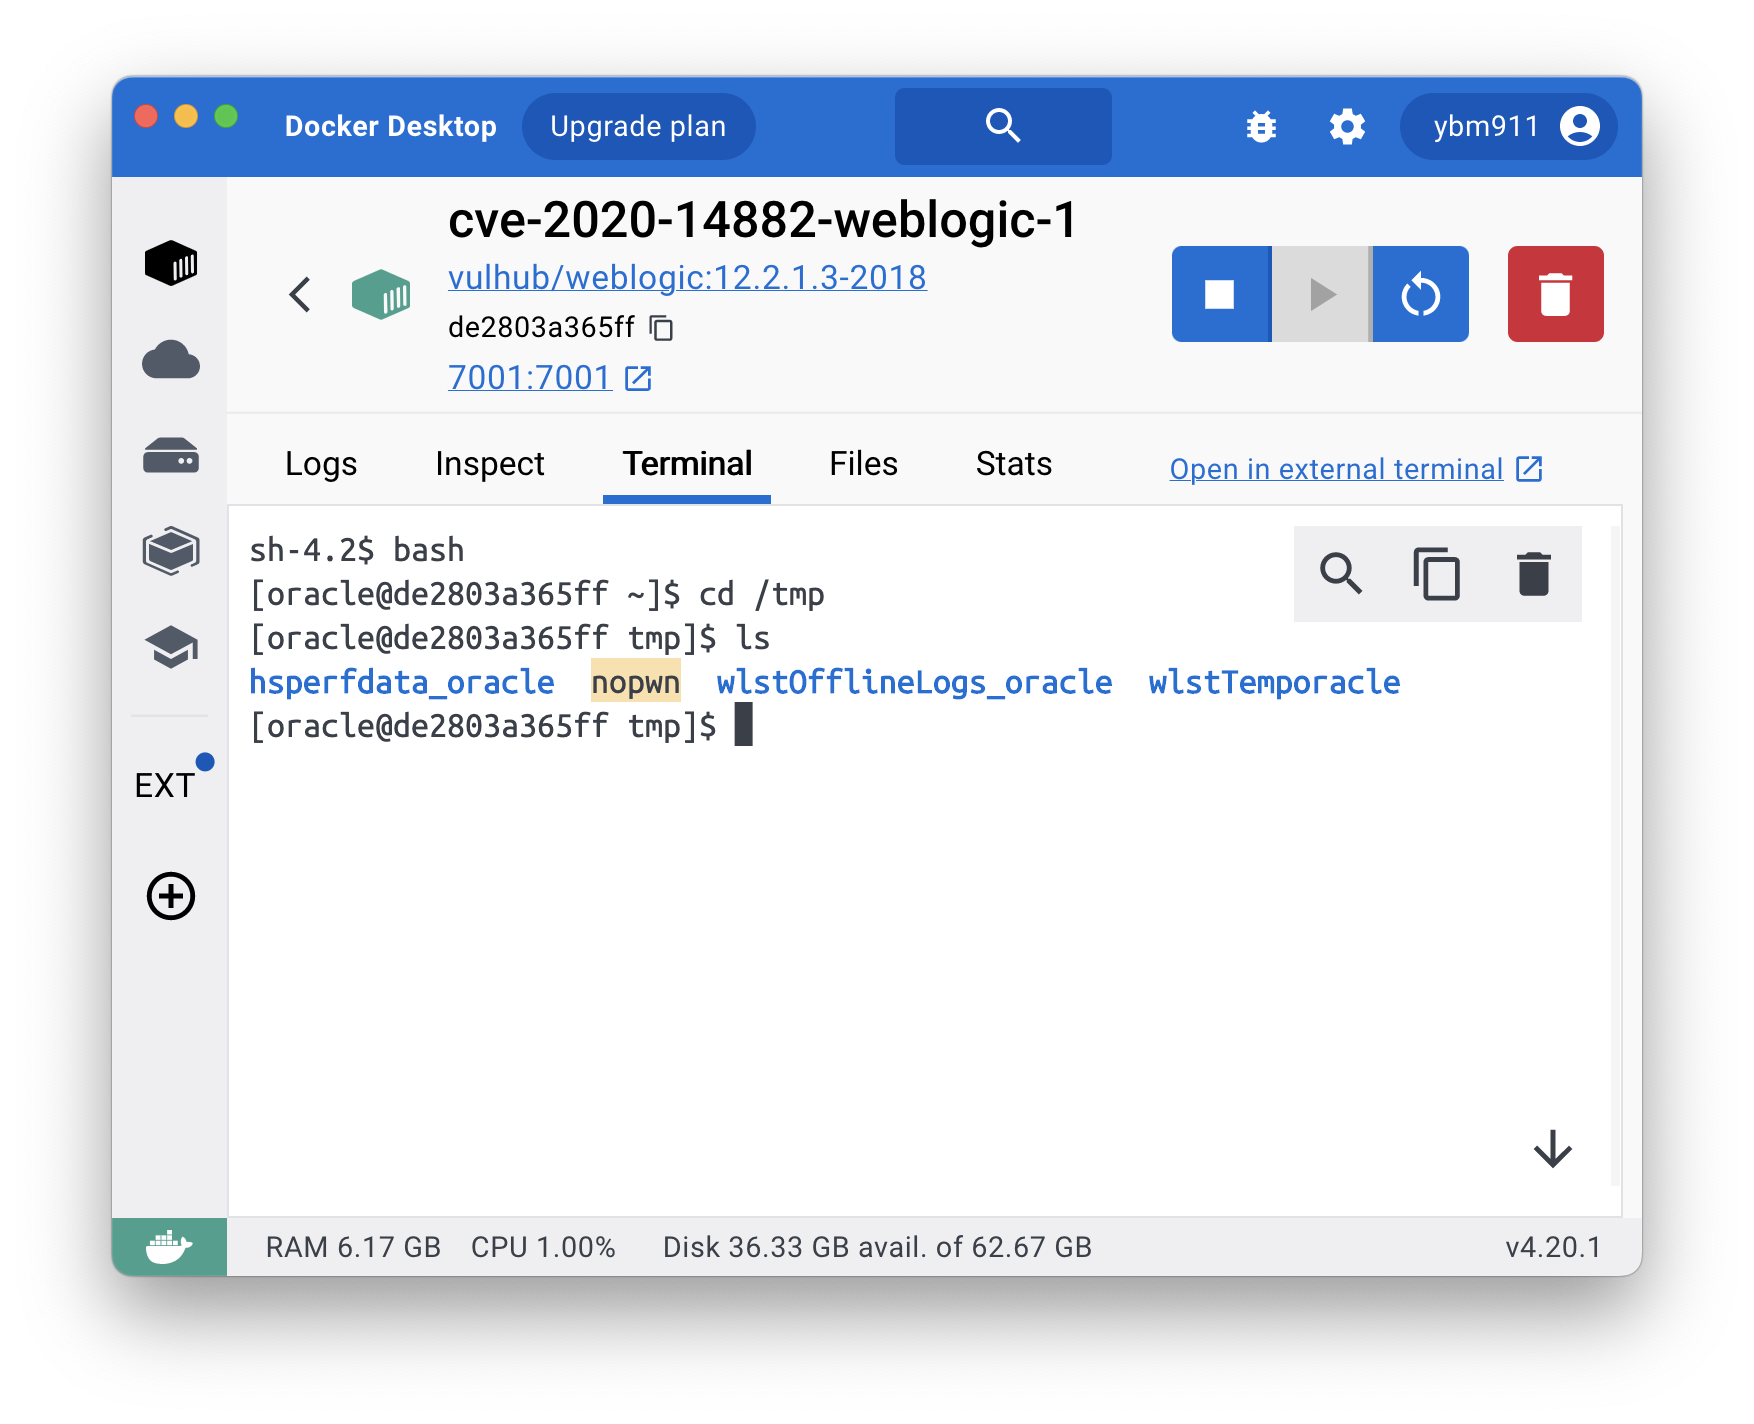 Docker Desktop Upgrade plan ybm911
cve-2020-14882-weblogic-1
vulhub/weblogic:12.2.1.3-2018
de2803a365ff
7001:7001
Logs Inspect Terminal Files Stats Open in external terminal
sh-4.2$ bash
[oracle@de2803a365ff ~]$ cd /tmp
[oracle@de2803a365ff tmp]$ ls
hsperfdata_oracle nopwn wlstOfflineLogs_oracle wlstTemporacle
[oracle@de2803a365ff tmp]$
EXT
RAM 6.17 GB CPU 1.00% Disk 36.33 GB avail. of 62.67 GB v4.20.1